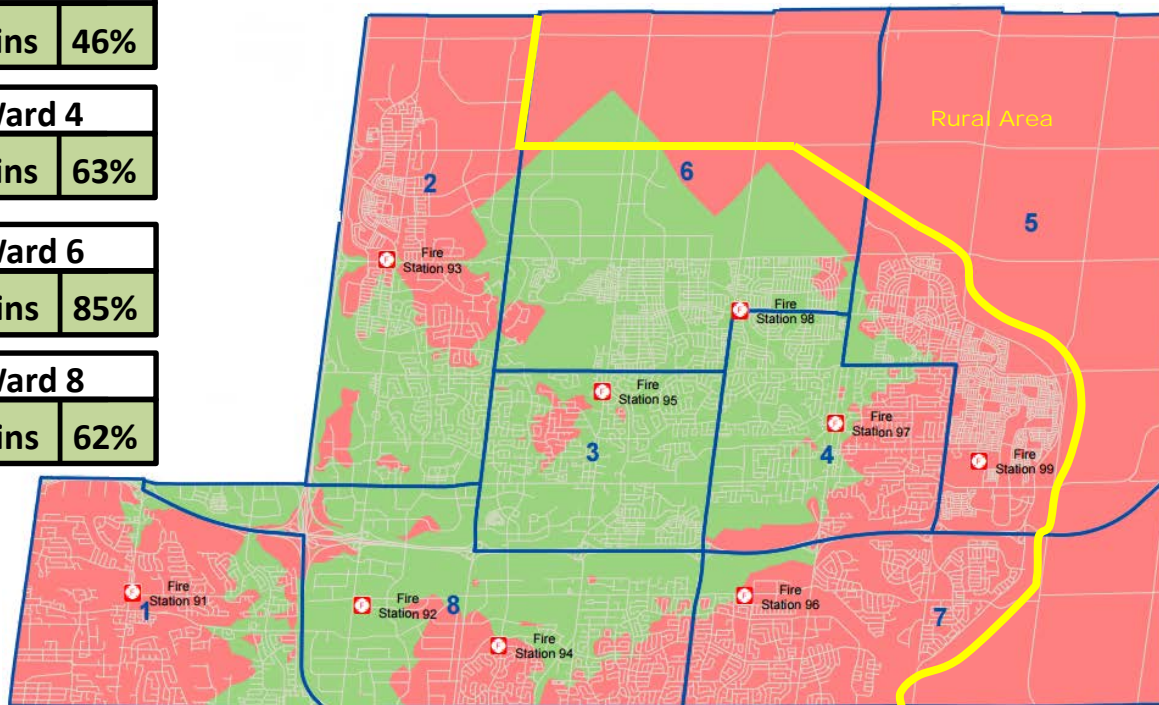 ins 46%
Ward 4
ins 63%
Ward 6
ins 85%
Ward 8
ins 62%
Rural Area
2
6
5
Fire
Station 93
Fire
Station 98
Fire
Station 95
Fire
Station 97
3
4
Fire
Station 99
Fire
Station 91
1
Fire
Station 92
8
Fire
Station 94
Fire
Station 96
7
F
F
F
F
F
F
F
F
F